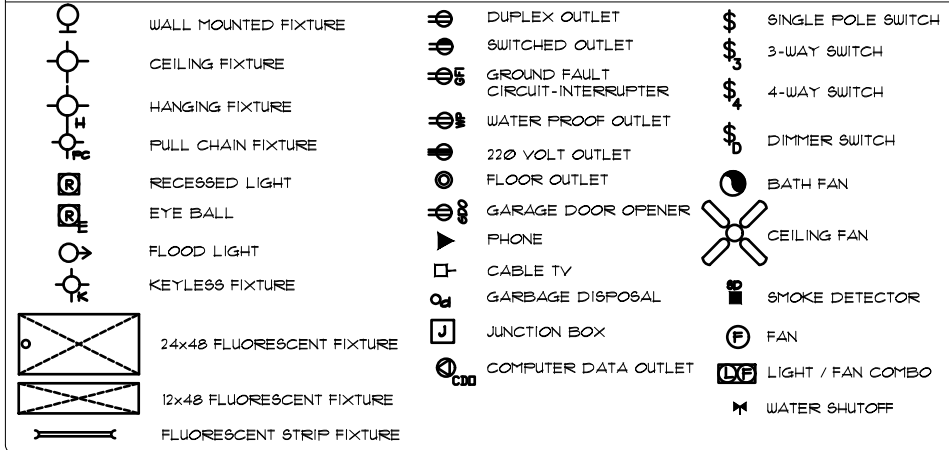 WALL MOUNTED FIXTURE
CEILING FIXTURE
H HANGING FIXTURE
PC PULL CHAIN FIXTURE
R RECESSED LIGHT
R E EYE BALL
FLOOD LIGHT
K KEYLESS FIXTURE
24x48 FLUORESCENT FIXTURE
12x48 FLUORESCENT FIXTURE
FLUORESCENT STRIP FIXTURE
DUPLEX OUTLET
SWITCHED OUTLET
GFI GROUND FAULT
CIRCUIT-INTERRUPTER
WP WATER PROOF OUTLET
220 VOLT OUTLET
FLOOR OUTLET
GDO GARAGE DOOR OPENER
PHONE
CABLE TV
d GARBAGE DISPOSAL
J JUNCTION BOX
CDO COMPUTER DATA OUTLET
$ SINGLE POLE SWITCH
$3 3-WAY SWITCH
$4 4-WAY SWITCH
$D DIMMER SWITCH
BATH FAN
CEILING FAN
SD SMOKE DETECTOR
F FAN
L F LIGHT / FAN COMBO
WATER SHUTOFF